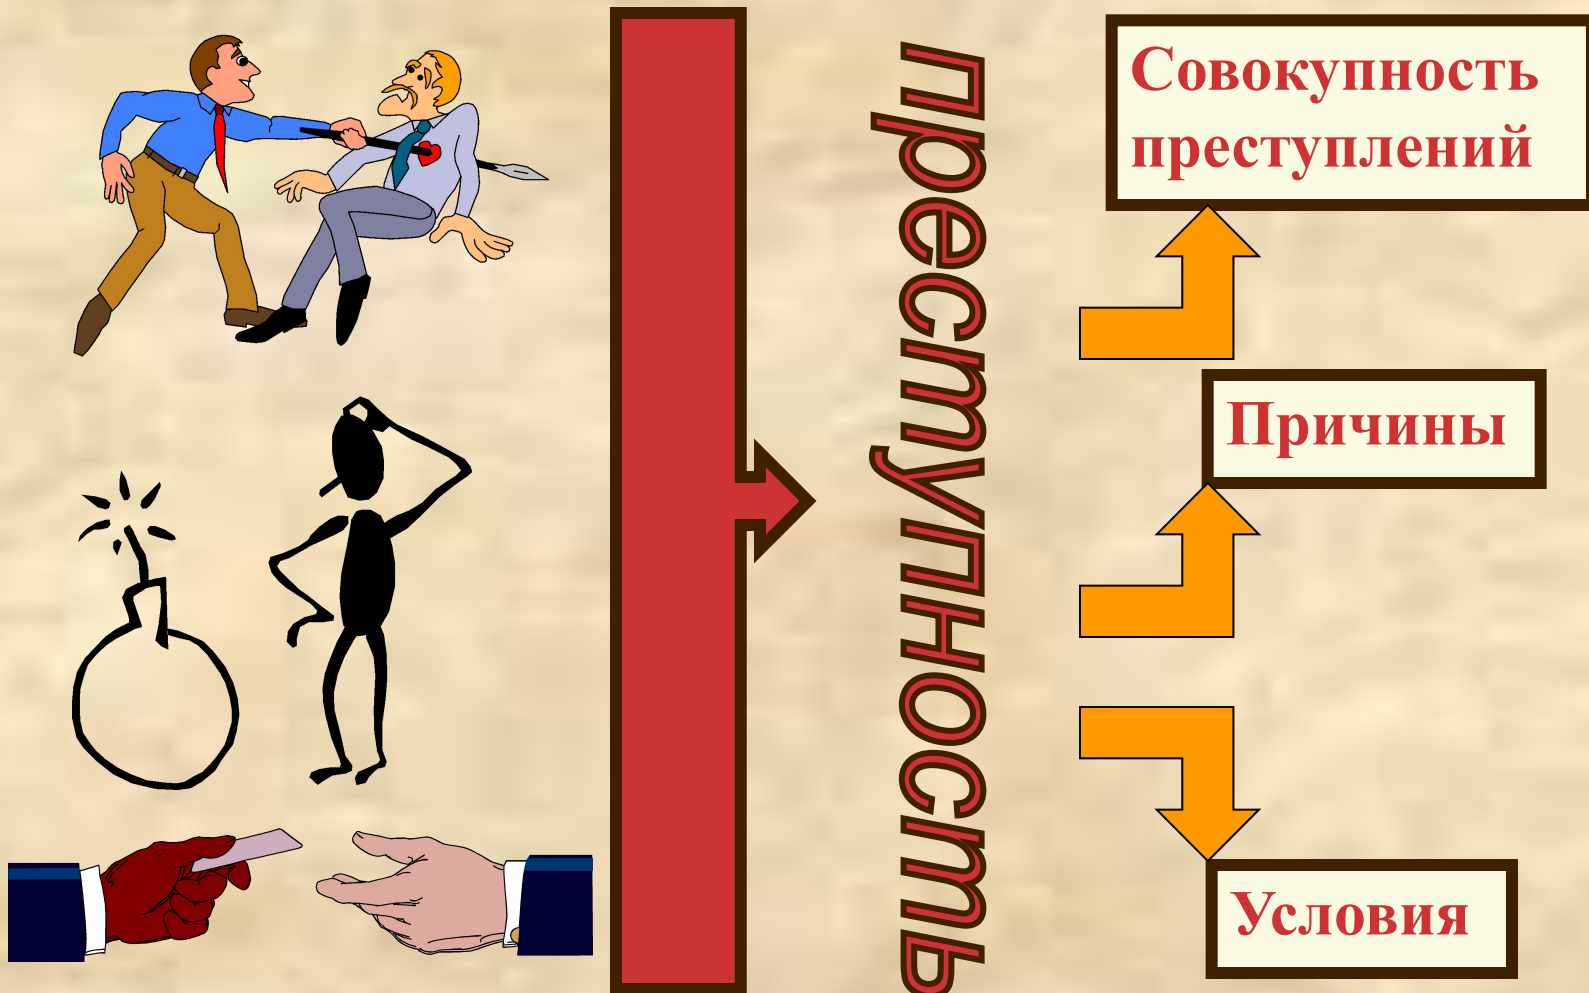 преступность
Совокупность
преступлений
Причины
Условия